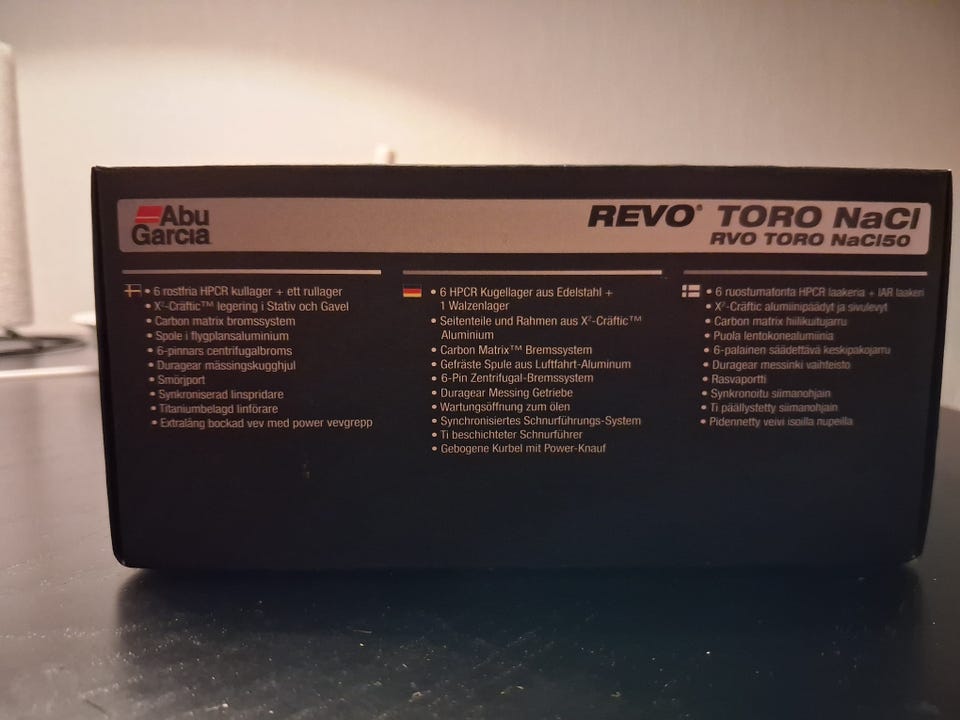 Abu
Garcia
REVO® TORO NaCl
RVO TORO NaCl50
• 6 rostfria HPCR kullager + ett rullager
• X²-Cräftic™ legering i Stativ och Gavel
• Carbon matrix bromssystem
• Spole i flygplansaluminium
• 6-pinnars centrifugalbroms
• Duragear mässingskugghjul
• Smörjport
• Synkroniserad linspridare
• Titaniumbelagd linförare
• Extralång bockad vev med power vevgrepp
• 6 HPCR Kugellager aus Edelstahl +
1 Walzenlager
• Seitenteile und Rahmen aus X²-Cräftic™
Aluminium
• Carbon Matrix™ Bremssystem
• Gefräste Spule aus Luftfahrt-Aluminum
• 6-Pin Zentrifugal-Bremssystem
• Duragear Messing Getriebe
• Wartungsöffnung zum ölen
• Synchronisiertes Schnurführungs-System
• Ti beschichteter Schnurführer
• Gebogene Kurbel mit Power-Knauf
• 6 ruostumatonta HPCR laakeria + IAR laakeri
• X²-Cräftic alumiinipäädyt ja sivulevyt
• Carbon matrix hiilikuitujarru
• Puola lentokonealumiinia
• 6-palainen säädettävä keskipakojarru
• Duragear messinki vaihteisto
• Rasvaportti
• Synkronoitu siimanohjain
• Ti päällystetty siimanohjain
• Pidennetty veivi isoilla nupeilla